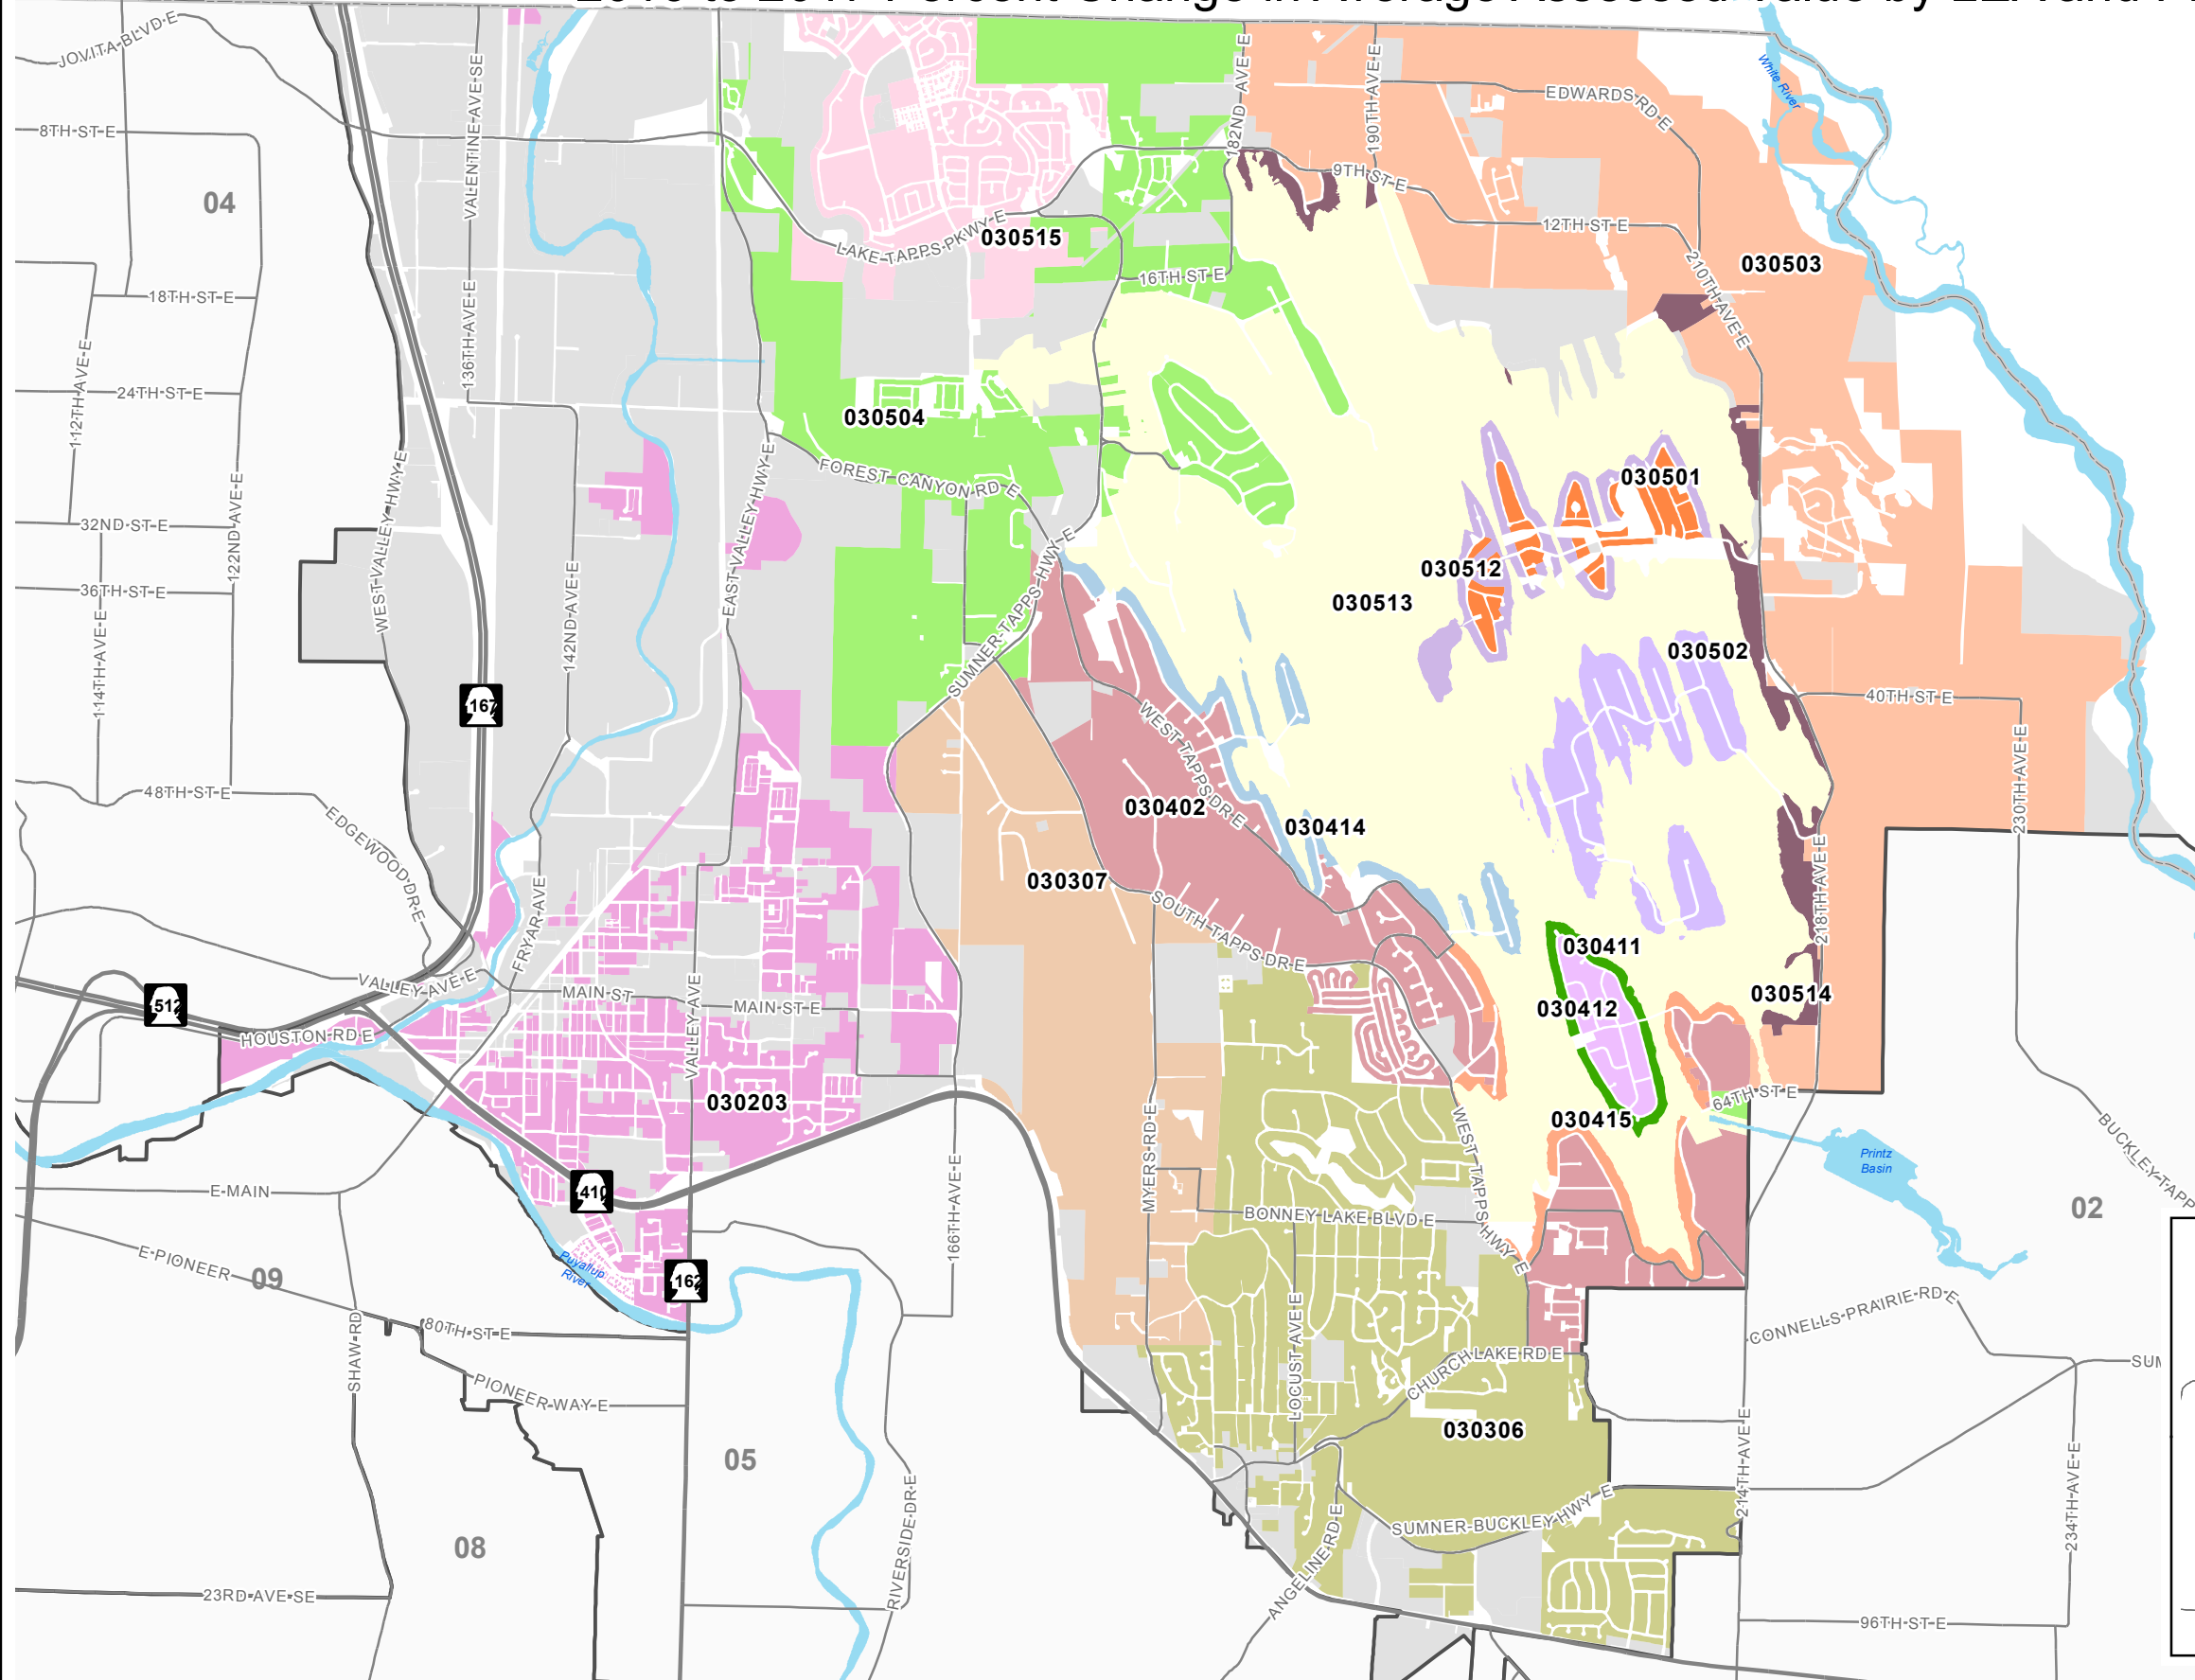 JOVITA BLVD E
VALENTINE AVE SE
182ND AVE E
190TH AVE E
EDWARDS RD E
White River
8TH ST E
04
9TH ST E
LAKE TAPPS PKWY E
030515
12TH ST E
030503
16TH ST E
210TH AVE E
18TH ST E
136TH AVE E
112TH AVE E
24TH ST E
030504
FOREST CANYON RD E
030501
WEST VALLEY HWY E
122ND AVE E
EAST VALLEY HWY E
32ND ST E
030512
030513
36TH ST E
142ND AVE E
114TH AVE E
SUMNER-TAPPS HWY E
030502
167
40TH ST E
WEST TAPPS DR E
48TH ST E
EDGEWOOD DR E
030402
030414
230TH AVE E
218TH AVE E
030307
FRYAR AVE
SOUTH TAPPS DR E
030411
VALLEY AVE E
MAIN ST
MAIN ST E
512
030412
030514
HOUSTON RD E
VALLEY AVE
030203
64TH ST E
030415
MYERS RD E
WEST TAPPS HWY E
BUCKLEY-TAPP
Printz
Basin
410
E MAIN
02
166TH AVE E
BONNEY LAKE BLVD E
E PIONEER
09
Puyallup
River
162
SHAW RD
80TH ST E
LOCUST AVE E
CONNELLS PRAIRIE RD E
CHURCH LAKE RD E
SUM
PIONEER WAY E
030306
05
214TH AVE E
234TH AVE E
08
RIVERSIDE DR E
ANGELINE RD E
SUMNER-BUCKLEY HWY E
23RD AVE SE
96TH ST E